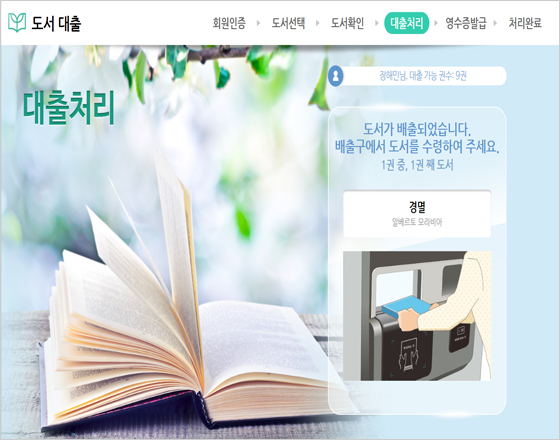 도서 대출
회원인증 도서선택 도서확인 대출처리 영수증발급 처리완료
대출처리
장혜민님, 대출 가능 권수: 9권
도서가 배출되었습니다.
배출구에서 도서를 수령하여 주세요.
1권 중, 1권 째 도서
경멸
알베르토 모라비아